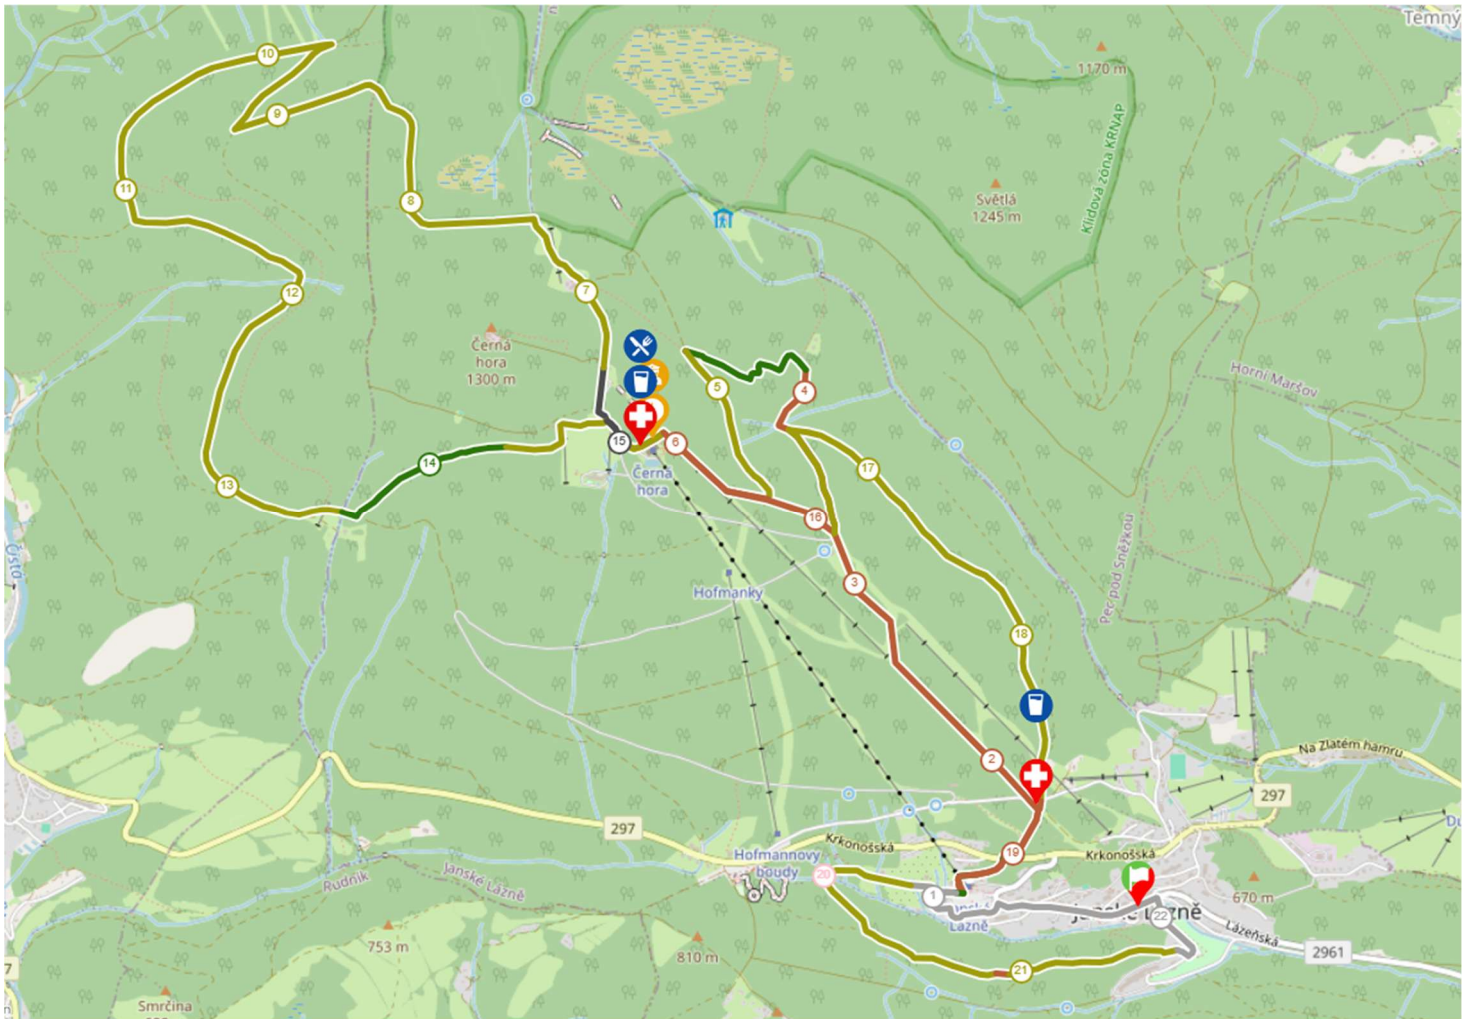 Temný
1170 m
10
9
Klidová zóna KRNAP
11
8
Světlá
1245 m
7
12
Černá
hora
1300 m
Horní Maršov
5
4
15
6
17
14
Černá
hora
13
16
Čistá
3
Hofmanky
Pec pod Sněžkou
18
2
Na Zlatém hamru
297
297
Krkonošská
19
Krkonošská
Hofmannovy
boudy
20
Rudník
Janské Lázně
1
670 m
22
Lázně
Lázeňská
753 m
2961
810 m
21
7
Smrčina